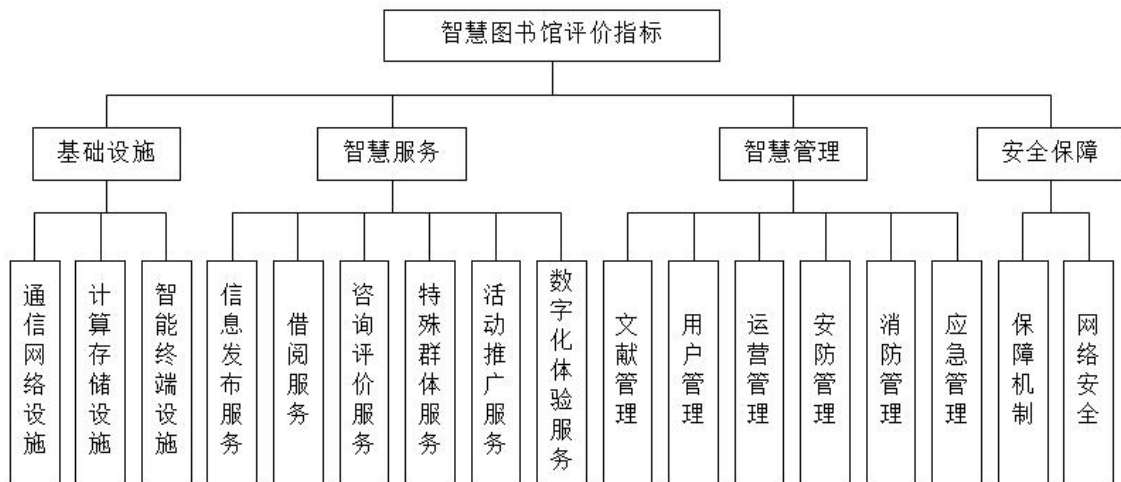 智慧图书馆评价指标
基础设施
智慧服务
智慧管理
安全保障
通信网络设施
计算存储设施
智能终端设施
信息发布服务
借阅服务
咨询评价服务
特殊群体服务
活动推广服务
数字化体验服务
文献管理
用户管理
运营管理
安防管理
消防管理
应急管理
保障机制
网络安全